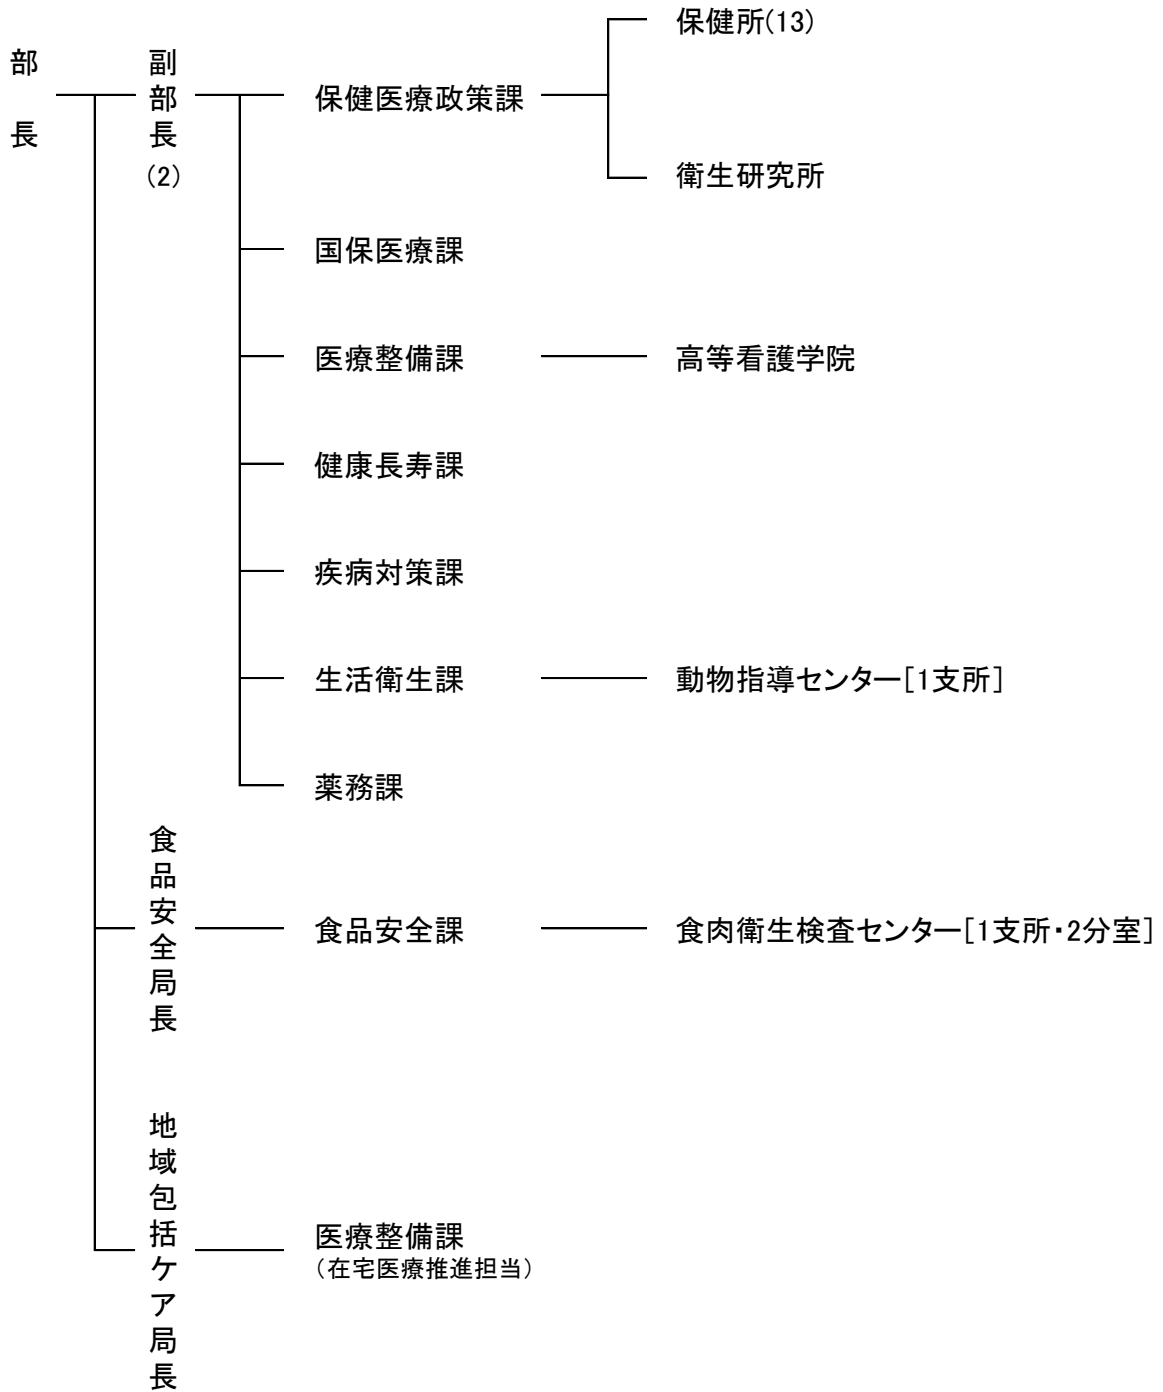 部長
副部長
(2)
保健医療政策課
保健所(13)
衛生研究所
国保医療課
医療整備課
高等看護学院
健康長寿課
疾病対策課
生活衛生課
動物指導センター[1支所]
薬務課
食品安全局長
食品安全課
食肉衛生検査センター[1支所・2分室]
地域包括ケア局長
医療整備課
(在宅医療推進担当)